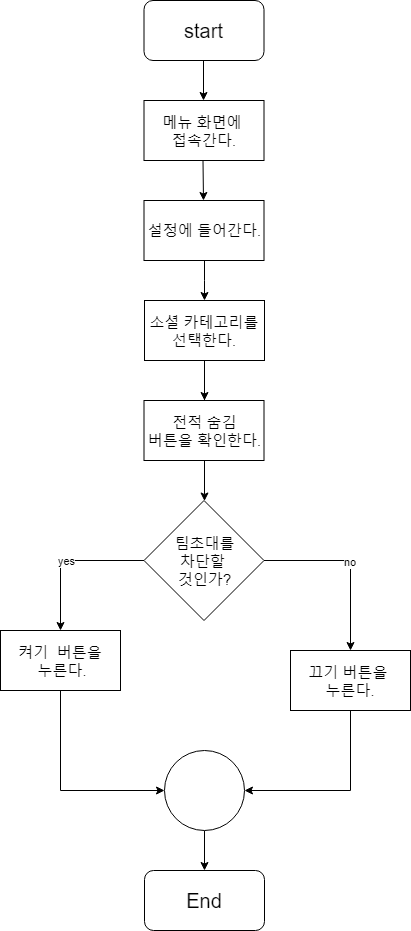 start
메뉴 화면에
접속간다.
설정에 들어간다.
소셜 카테고리를
선택한다.
전적 숨김
버튼을 확인한다.
팀초대를
차단할
것인가?
yes
no
켜기 버튼을
누른다.
끄기 버튼을
누른다.
End